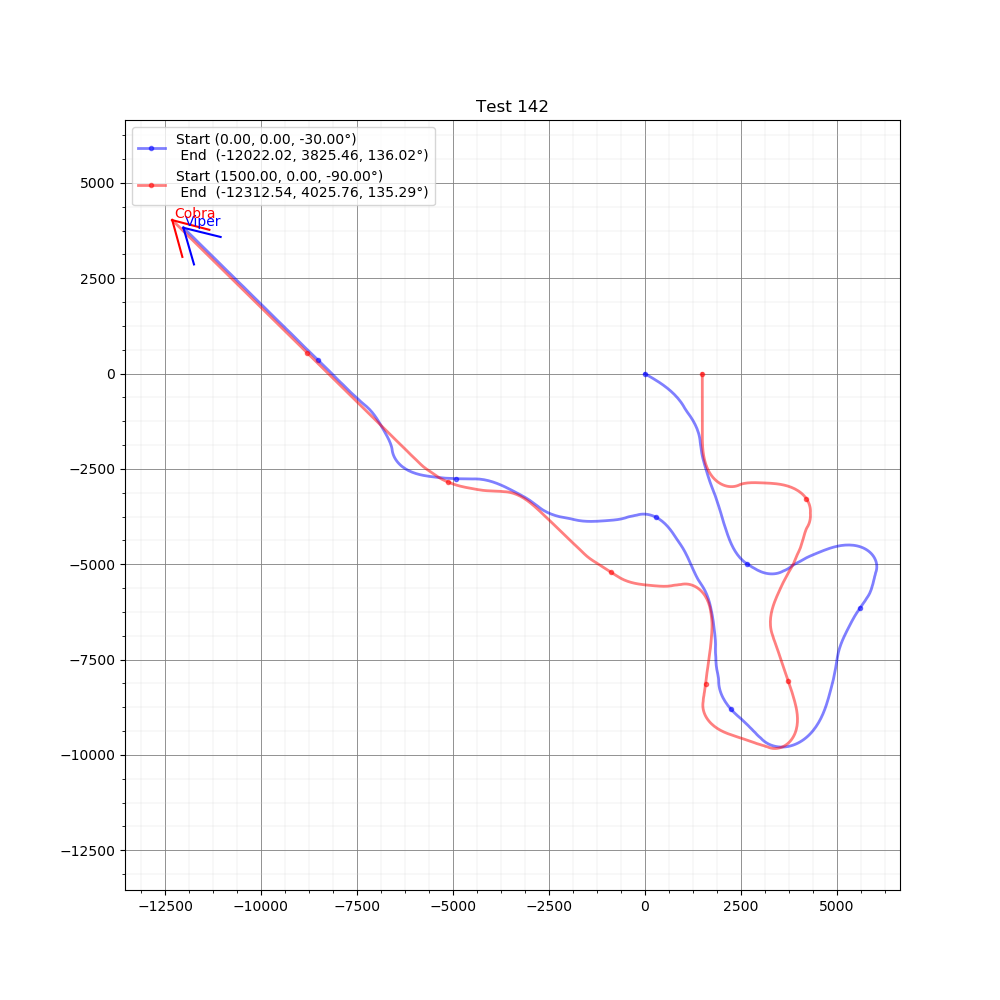 Test 142
Start (0.00, 0.00, -30.00°)
End  (-12022.02, 3825.46, 136.02°)
Start (1500.00, 0.00, -90.00°)
End  (-12312.54, 4025.76, 135.29°)
Cobra
Viper
5000
2500
0
−2500
−5000
−7500
−10000
−12500
−12500 −10000 −7500 −5000 −2500 0 2500 5000